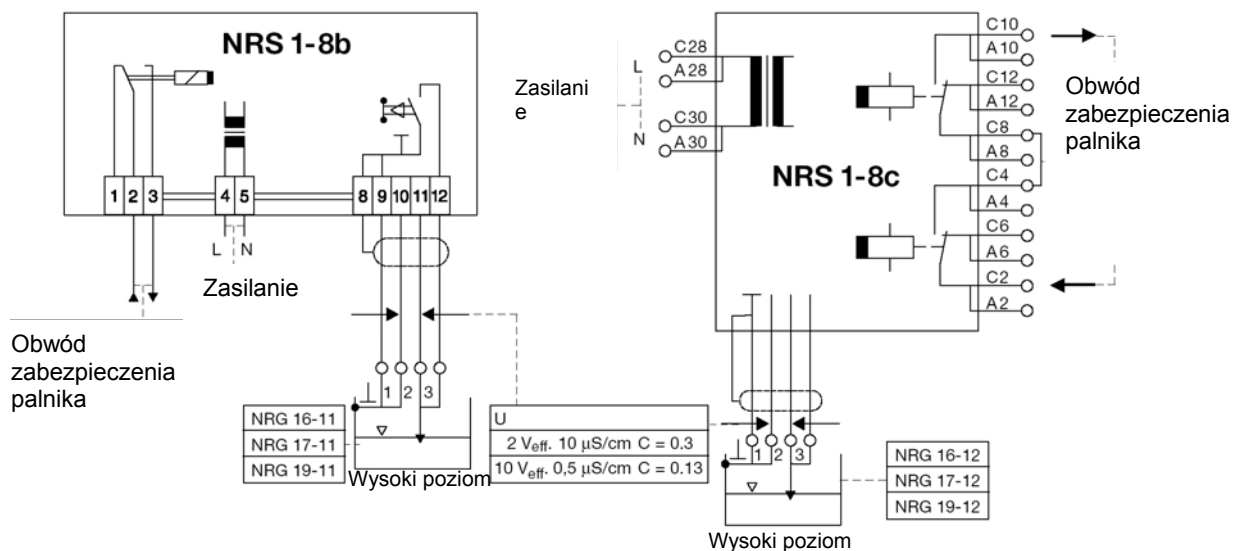 NRS 1-8b
1 2 3 4 5 8 9 10 11 12
L N
Zasilanie
Obwód
zabezpieczenia
palnika
1 2 3
NRG 16-11
NRG 17-11
NRG 19-11
Wysoki poziom
U
2 Veff. 10 µS/cm C = 0.3
10 Veff. 0,5 µS/cm C = 0.13
Zasilani
e
L
N
C28
A28
C30
A30
NRS 1-8c
C10
A10
C12
A12
C8
A8
C4
A4
C6
A6
C2
A2
Obwód
zabezpieczenia
palnika
1 2 3
NRG 16-12
NRG 17-12
NRG 19-12
Wysoki poziom